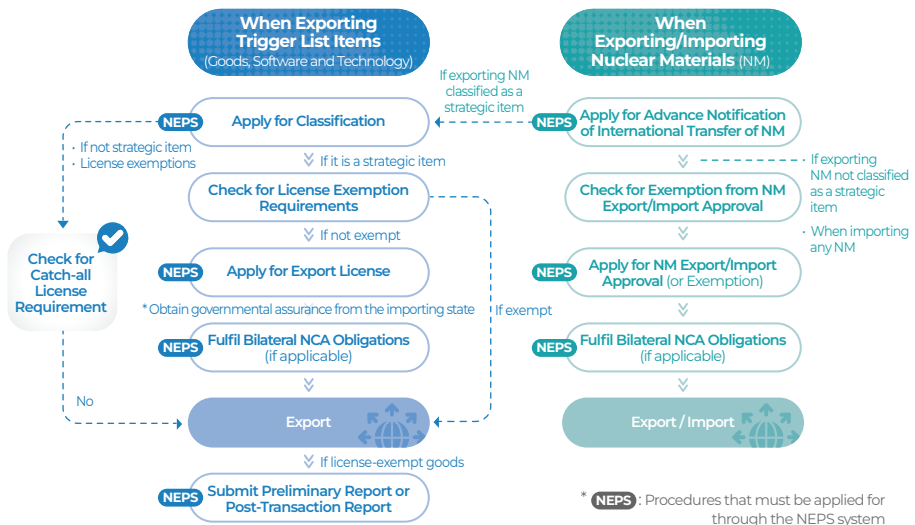 When Exporting
Trigger List Items
(Goods, Software and Technology)
When
Exporting/Importing
Nuclear Materials (NM)
If exporting NM
classified as a
strategic item
NEPS Apply for Classification
NEPS Apply for Advance Notification
of International Transfer of NM
· If not strategic item
· License exemptions
If it is a strategic item
· If exporting
NM not classified
as a strategic
item
· When importing
any NM
Check for License Exemption
Requirements
Check for Exemption from NM
Export/Import Approval
If not exempt
Check for
Catch-all
License
Requirement
NEPS Apply for Export License
NEPS Apply for NM Export/Import
Approval (or Exemption)
* Obtain governmental assurance from the importing state
If exempt
NEPS Fulfil Bilateral NCA Obligations
(if applicable)
NEPS Fulfil Bilateral NCA Obligations
(if applicable)
No
Export
Export / Import
If license-exempt goods
NEPS Submit Preliminary Report or
Post-Transaction Report
* NEPS : Procedures that must be applied for
through the NEPS system